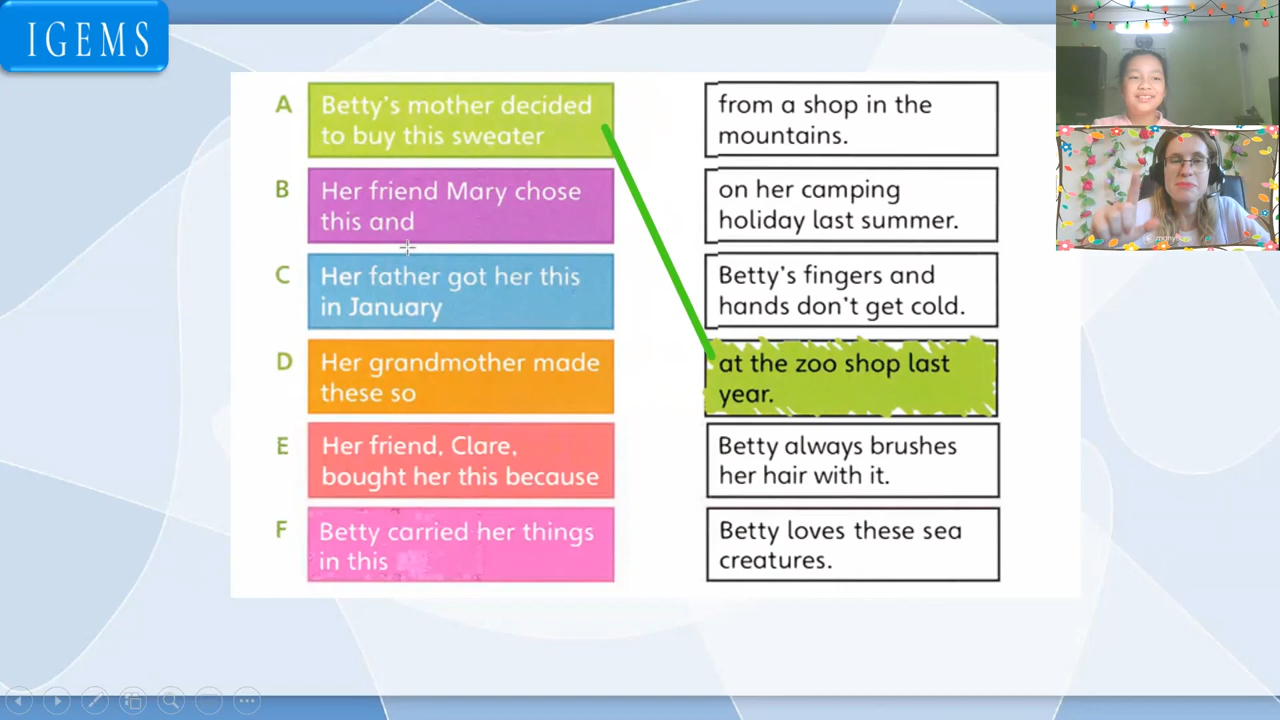 IGEMS
A
Betty's mother decided
to buy this sweater
from a shop in the
mountains.
B
Her friend Mary chose
this and
on her camping
holiday last summer.
C
Her father got her this
in January
Betty's fingers and
hands don't get cold.
D
Her grandmother made
these so
at the zoo shop last
year.
E
Her friend, Clare,
bought her this because
Betty always brushes
her hair with it.
F
Betty carried her things
in this
Betty loves these sea
creatures.